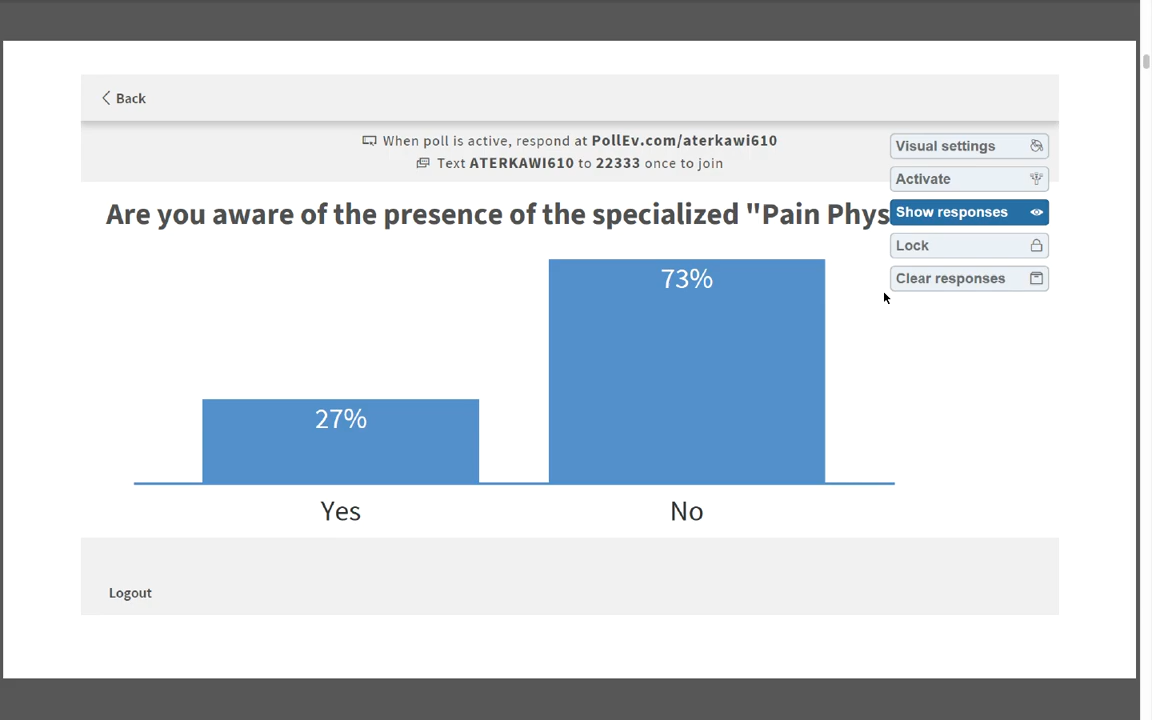 Back
When poll is active, respond at PollEv.com/aterkawi610
Text ATERKAWI610 to 22333 once to join
Visual settings
Activate
Show responses
Lock
Clear responses
Are you aware of the presence of the specialized "Pain Phys
73%
27%
Yes
No
Logout